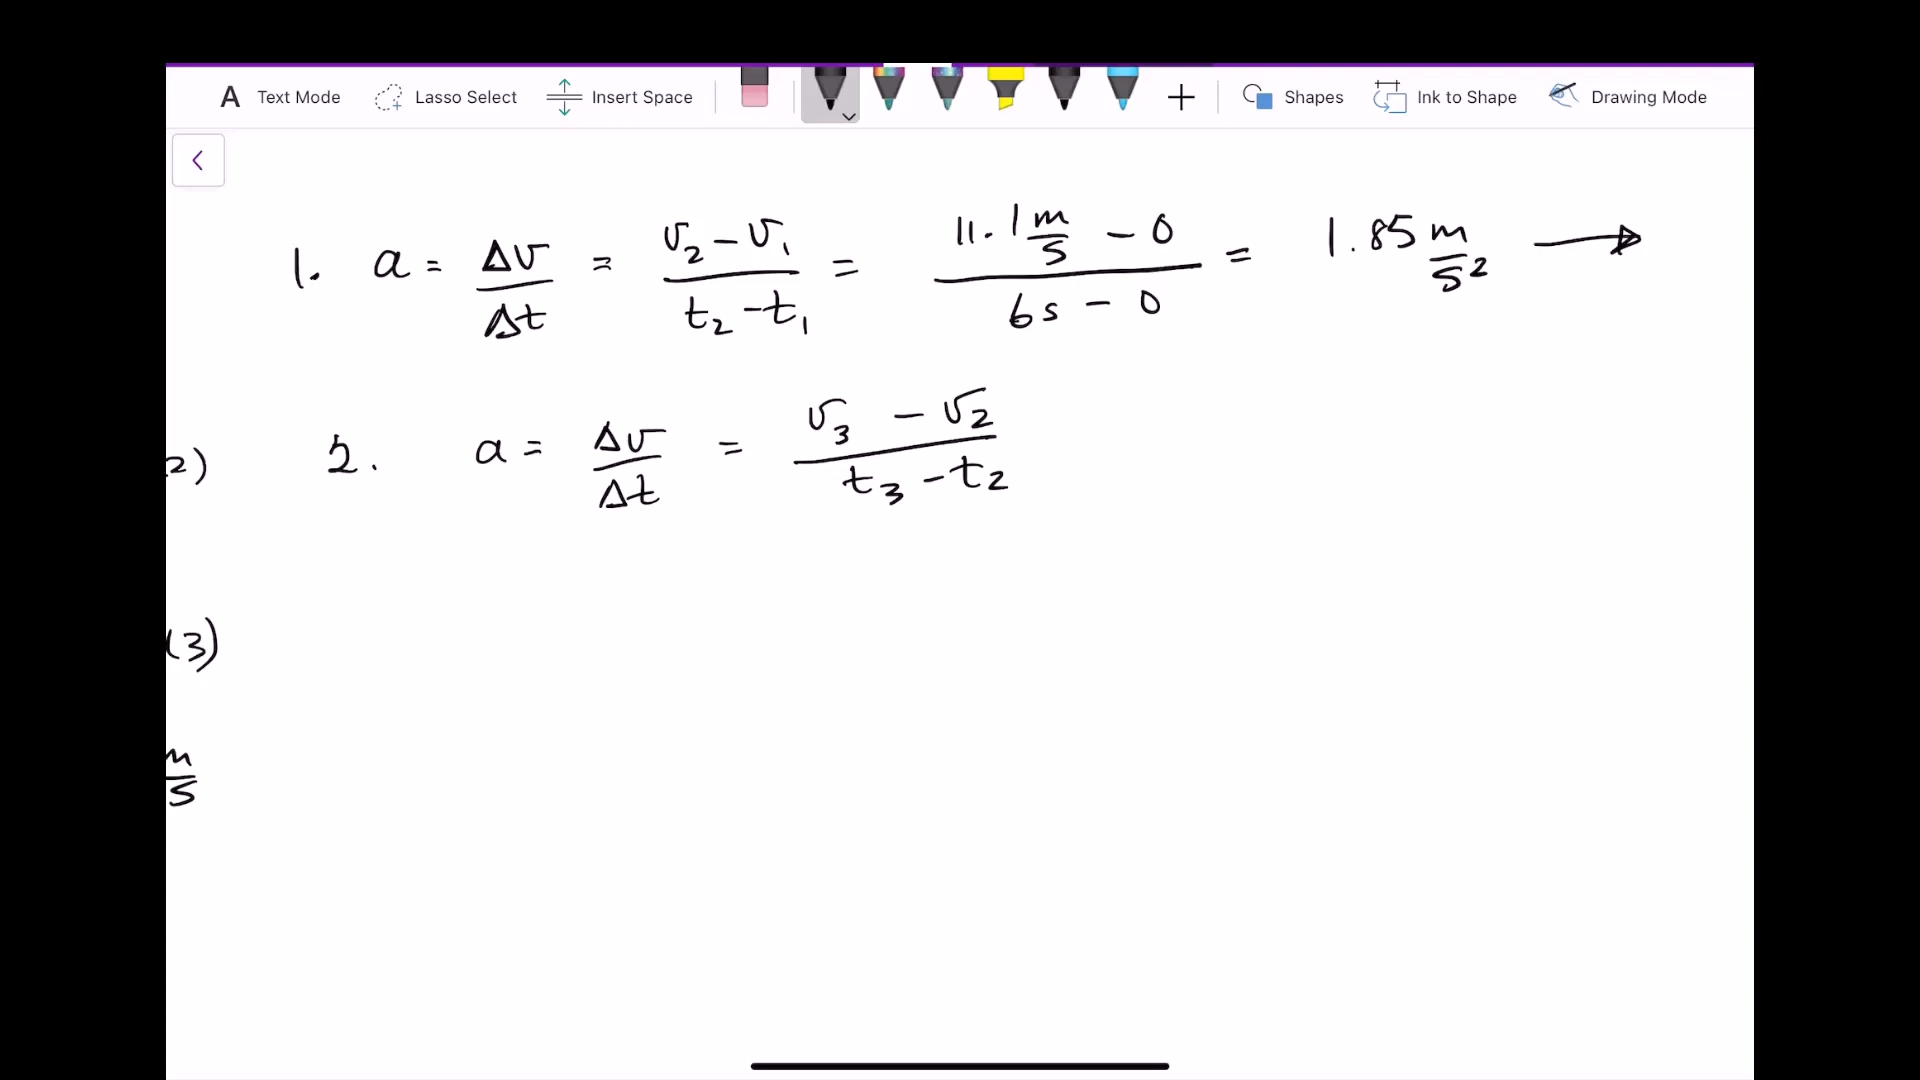 A Text Mode Lasso Select Insert Space Shapes Ink to Shape Drawing Mode
1. a = Δv/Δt = (v₂ - v₁)/(t₂ - t₁) = (11.1 m/s - 0)/(6s - 0) = 1.85 m/s² →
2) 2. a = Δv/Δt = (v₃ - v₂)/(t₃ - t₂)
(3)
m/s